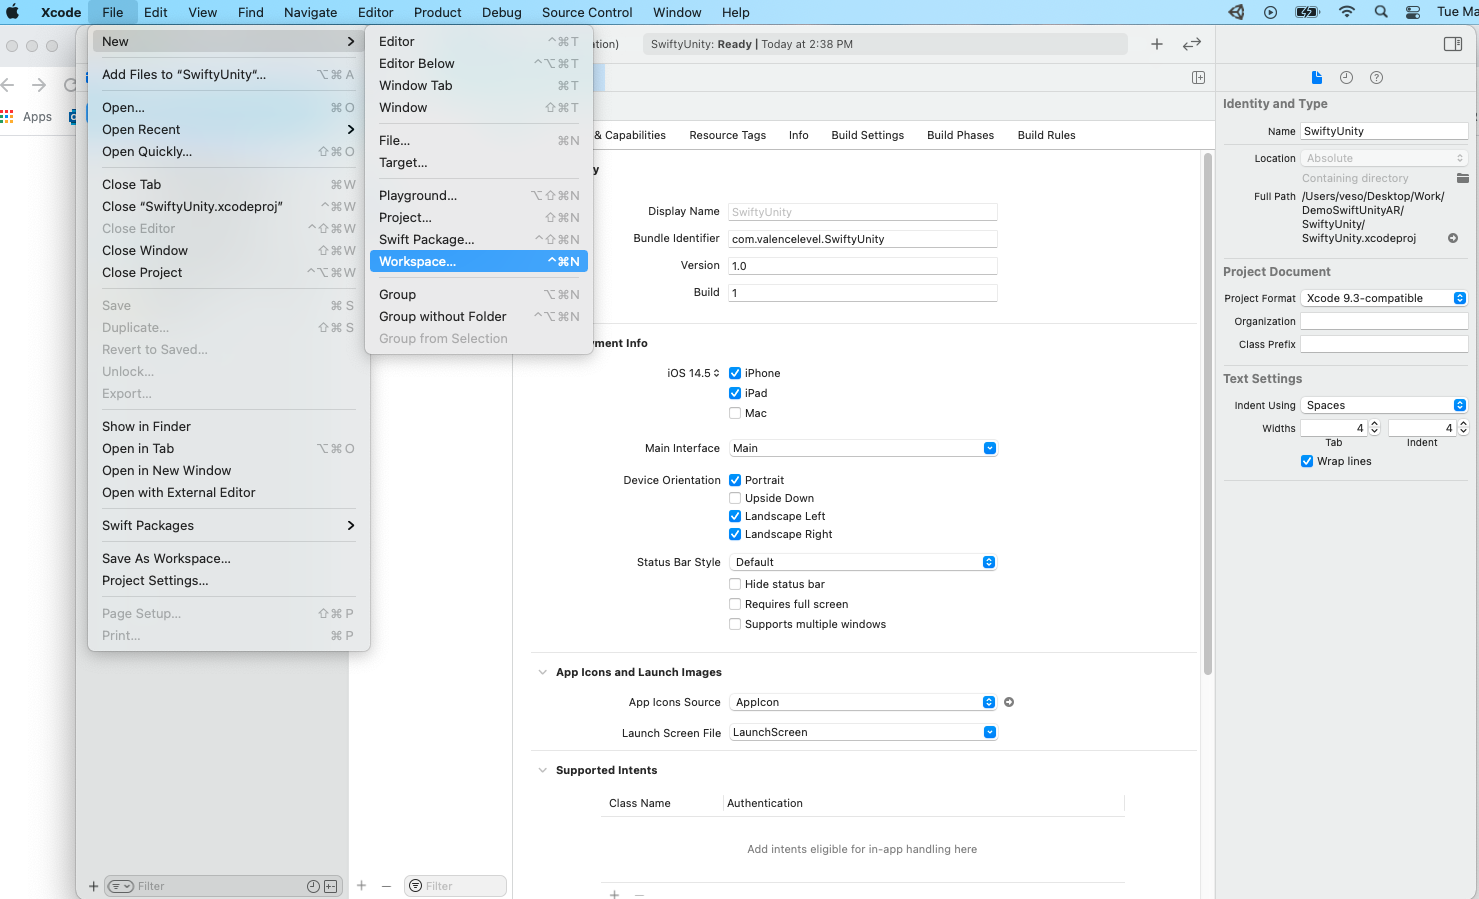 Xcode File Edit View Find Navigate Editor Product Debug Source Control Window Help Tue Ma
New
Add Files to “SwiftyUnity”... ⌥⌘A
Open... ⌘O
Open Recent
Open Quickly... ⇧⌘O
Close Tab ⌘W
Close “SwiftyUnity.xcodeproj” ^⌘W
Close Editor ^⇧⌘W
Close Window ⇧⌘W
Close Project ^⌥⌘W
Save ⌘S
Duplicate... ⇧⌘S
Revert to Saved...
Unlock...
Export...
Show in Finder
Open in Tab ⌥⌘O
Open in New Window
Open with External Editor
Swift Packages
Save As Workspace...
Project Settings...
Page Setup... ⇧⌘P
Print... ⌘P
Editor ^⌘T
Editor Below ^⌥⌘T
Window Tab ⌘T
Window ⇧⌘T
File... ⌘N
Target...
Playground... ⌥⇧⌘N
Project... ⇧⌘N
Swift Package... ^⇧⌘N
Workspace... ^⌘N
Group ⌥⌘N
Group without Folder ^⌥⌘N
Group from Selection
Apps
Filter
Filter
ation)
SwiftyUnity: Ready | Today at 2:38 PM
& Capabilities Resource Tags Info Build Settings Build Phases Build Rules
y
Display Name SwiftyUnity
Bundle Identifier com.valencelevel.SwiftyUnity
Version 1.0
Build 1
yment Info
iOS 14.5 iPhone
iPad
Mac
Main Interface Main
Device Orientation Portrait
Upside Down
Landscape Left
Landscape Right
Status Bar Style Default
Hide status bar
Requires full screen
Supports multiple windows
App Icons and Launch Images
App Icons Source AppIcon
Launch Screen File LaunchScreen
Supported Intents
Class Name Authentication
Add intents eligible for in-app handling here
Identity and Type
Name SwiftyUnity
Location Absolute
Containing directory
Full Path /Users/veso/Desktop/Work/
DemoSwiftUnityAR/
SwiftyUnity/
SwiftyUnity.xcodeproj
Project Document
Project Format Xcode 9.3-compatible
Organization
Class Prefix
Text Settings
Indent Using Spaces
Widths 4 4
Tab Indent
Wrap lines